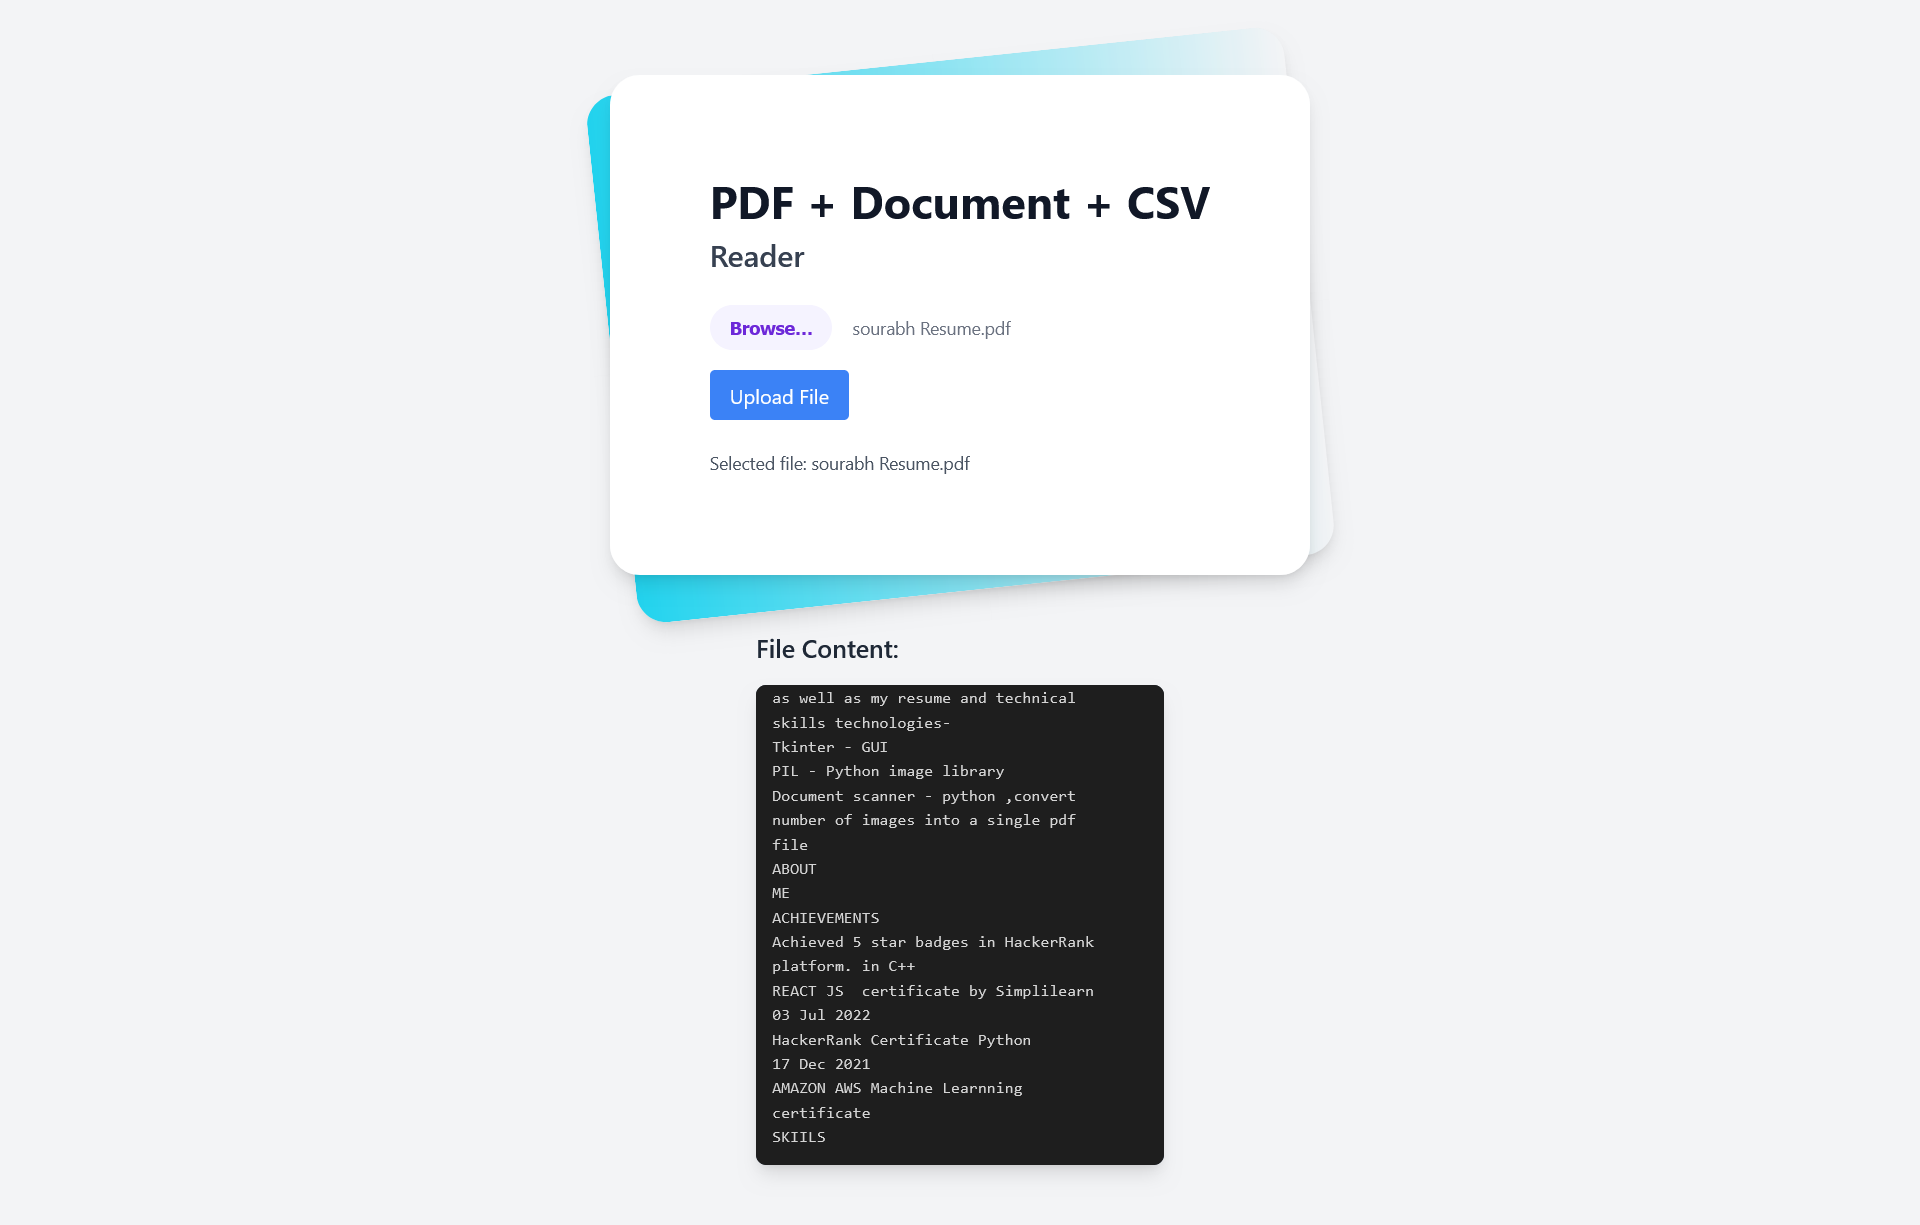 PDF + Document + CSV
Reader
Browse... sourabh Resume.pdf
Upload File
Selected file: sourabh Resume.pdf
File Content:
as well as my resume and technical
skills technologies-
Tkinter - GUI
PIL - Python image library
Document scanner - python ,convert
number of images into a single pdf
file
ABOUT
ME
ACHIEVEMENTS
Achieved 5 star badges in HackerRank
platform. in C++
REACT JS  certificate by Simplilearn
03 Jul 2022
HackerRank Certificate Python
17 Dec 2021
AMAZON AWS Machine Learnning
certificate
SKIILS